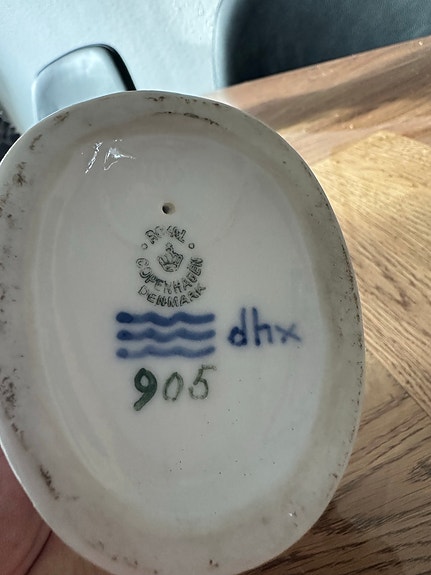 ROYAL
COPENHAGEN
DENMARK
dhx
905